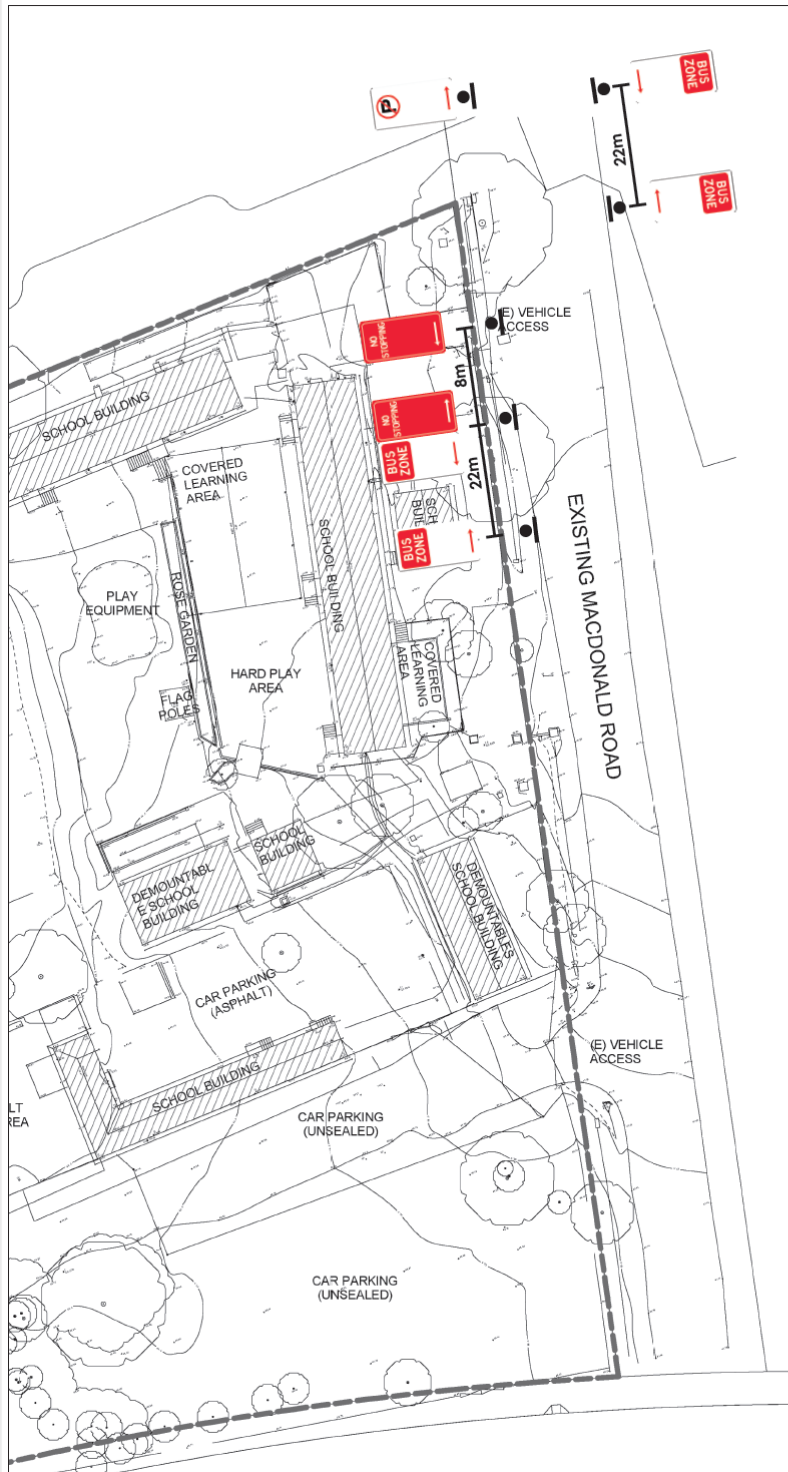 P
BUS
ZONE
22m
BUS
ZONE
(E) VEHICLE
ACCESS
NO
STOPPING
8m
NO
STOPPING
BUS
ZONE
22m
BUS
ZONE
SCHOOL BUILDING
COVERED
LEARNING
AREA
SCHOOL BUILDING
EXISTING MACDONALD ROAD
PLAY
EQUIPMENT
ROSE GARDEN
HARD PLAY
AREA
FLAG
POLES
COVERED
LEARNING
AREA
SCHOOL
BUILDING
DEMOUNTABL
E SCHOOL
BUILDING
DEMOUNTABLES
SCHOOL BUILDING
CAR PARKING
(ASPHALT)
(E) VEHICLE
ACCESS
SCHOOL BUILDING
LT
REA
CAR PARKING
(UNSEALED)
CAR PARKING
(UNSEALED)